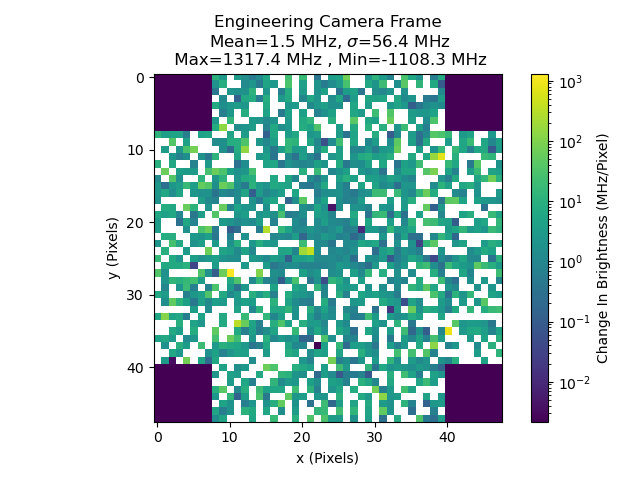 Engineering Camera Frame
Mean=1.5 MHz, σ=56.4 MHz
Max=1317.4 MHz , Min=-1108.3 MHz
0
10
20
30
40
y (Pixels)
0 10 20 30 40
x (Pixels)
10³
10²
10¹
10⁰
10⁻¹
10⁻²
Change In Brightness (MHz/Pixel)